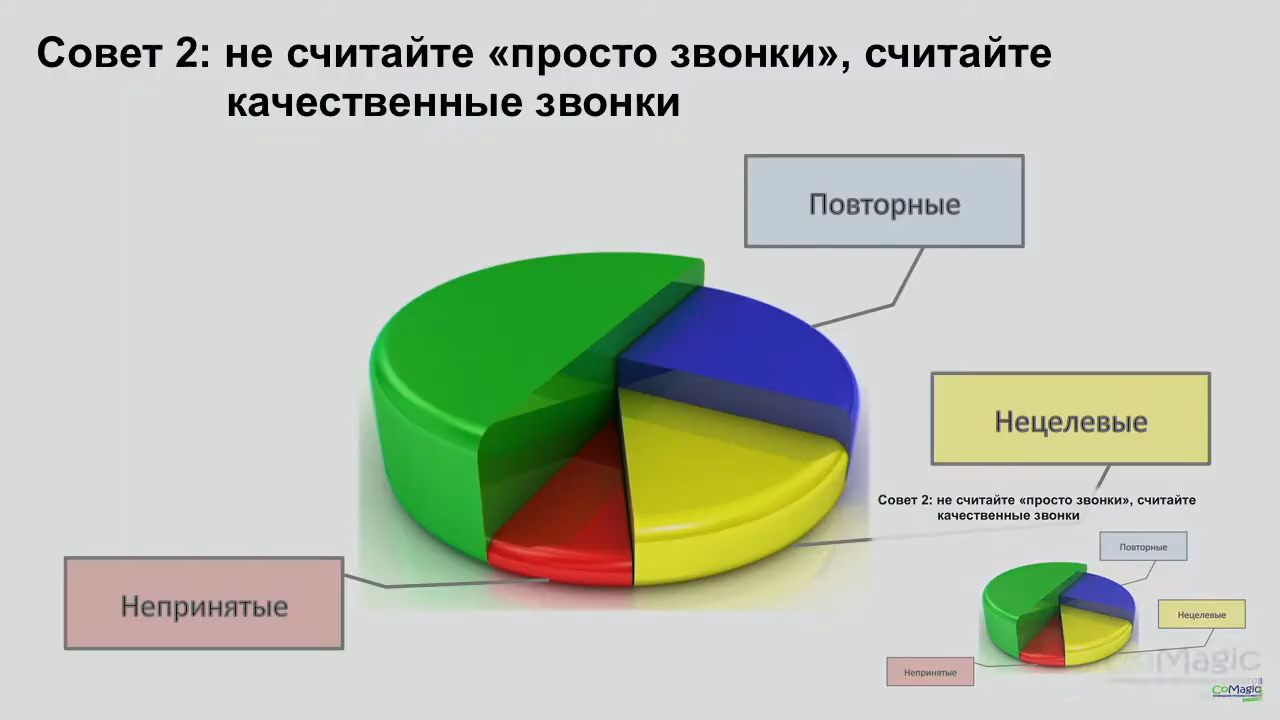 Совет 2: не считайте «просто звонки», считайте
качественные звонки
Повторные
Нецелевые
Непринятые
Совет 2: не считайте «просто звонки», считайте
качественные звонки
Повторные
Нецелевые
Непринятые
CoMagic